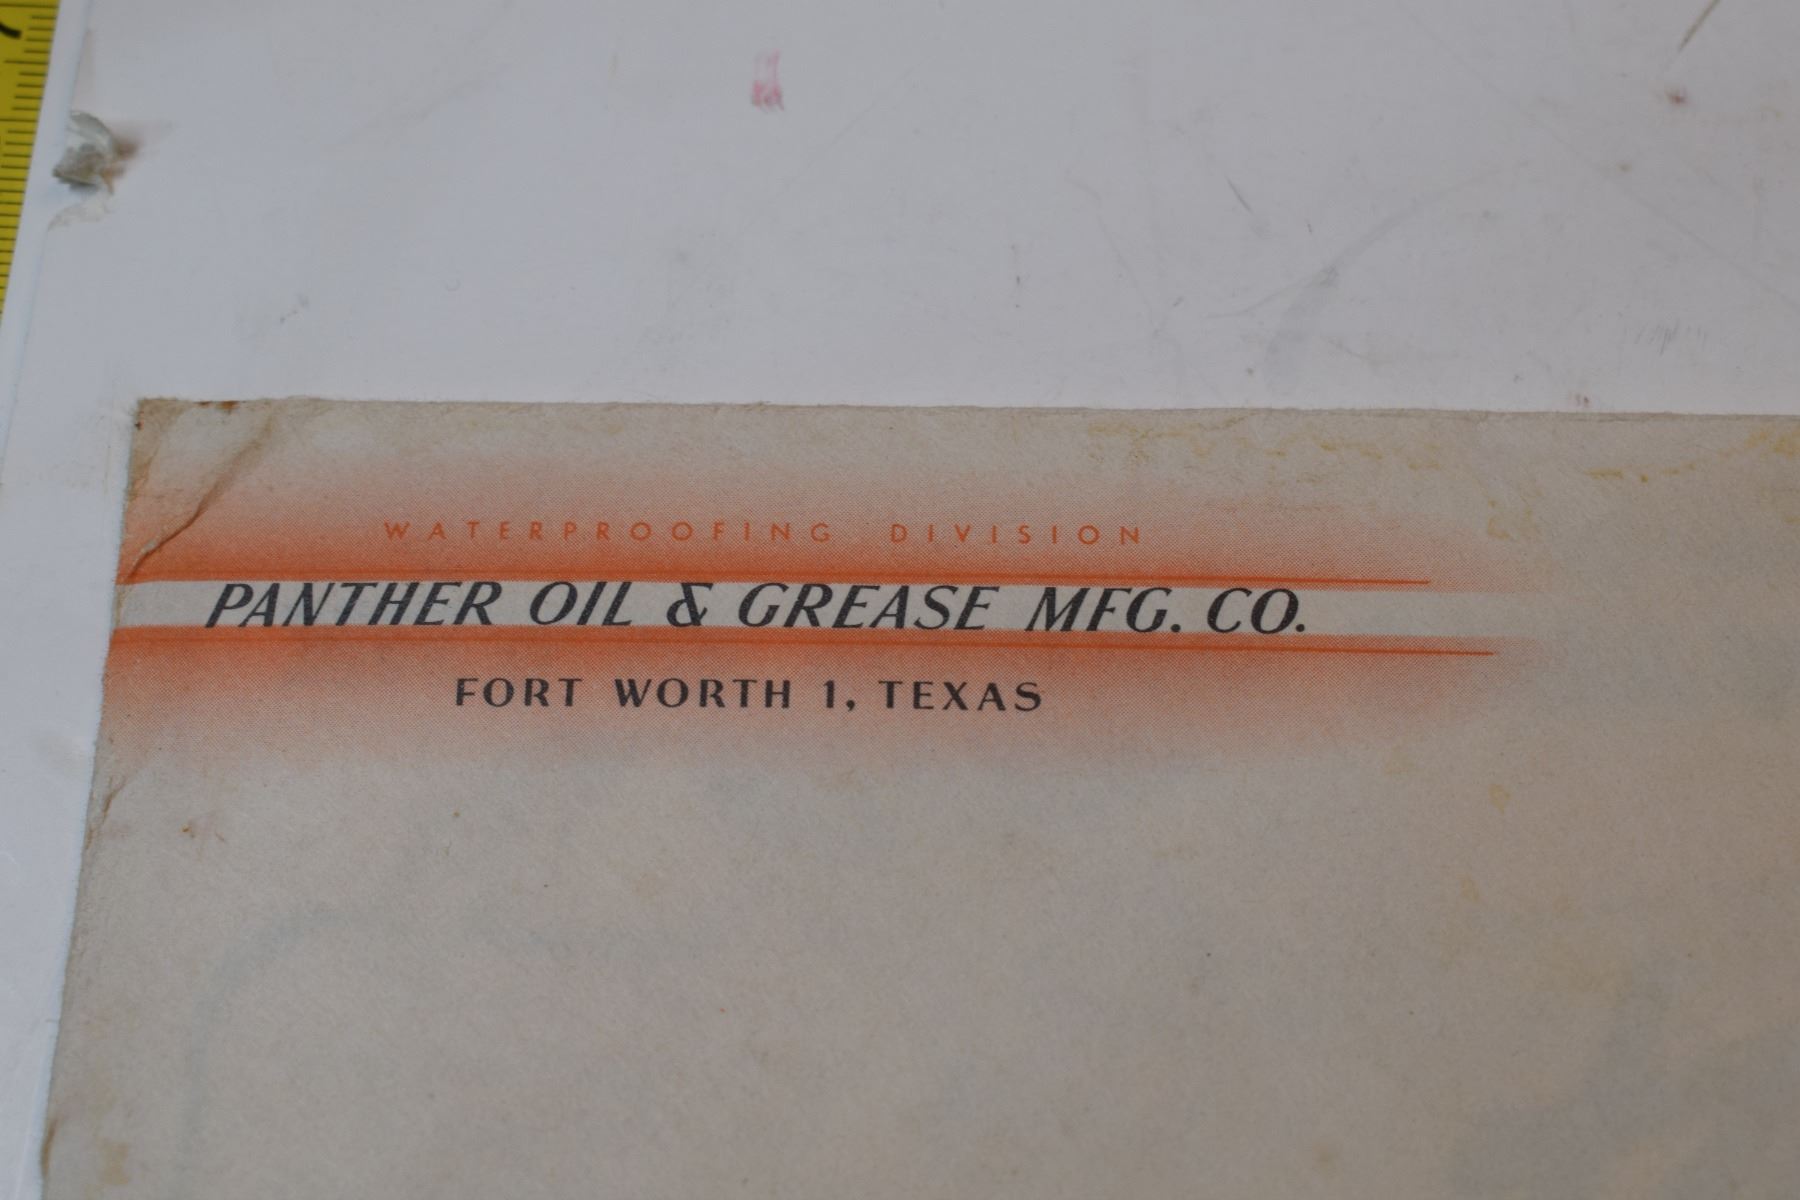 WATERPROOFING DIVISION
PANTHER OIL & GREASE MFG. CO.
FORT WORTH 1, TEXAS